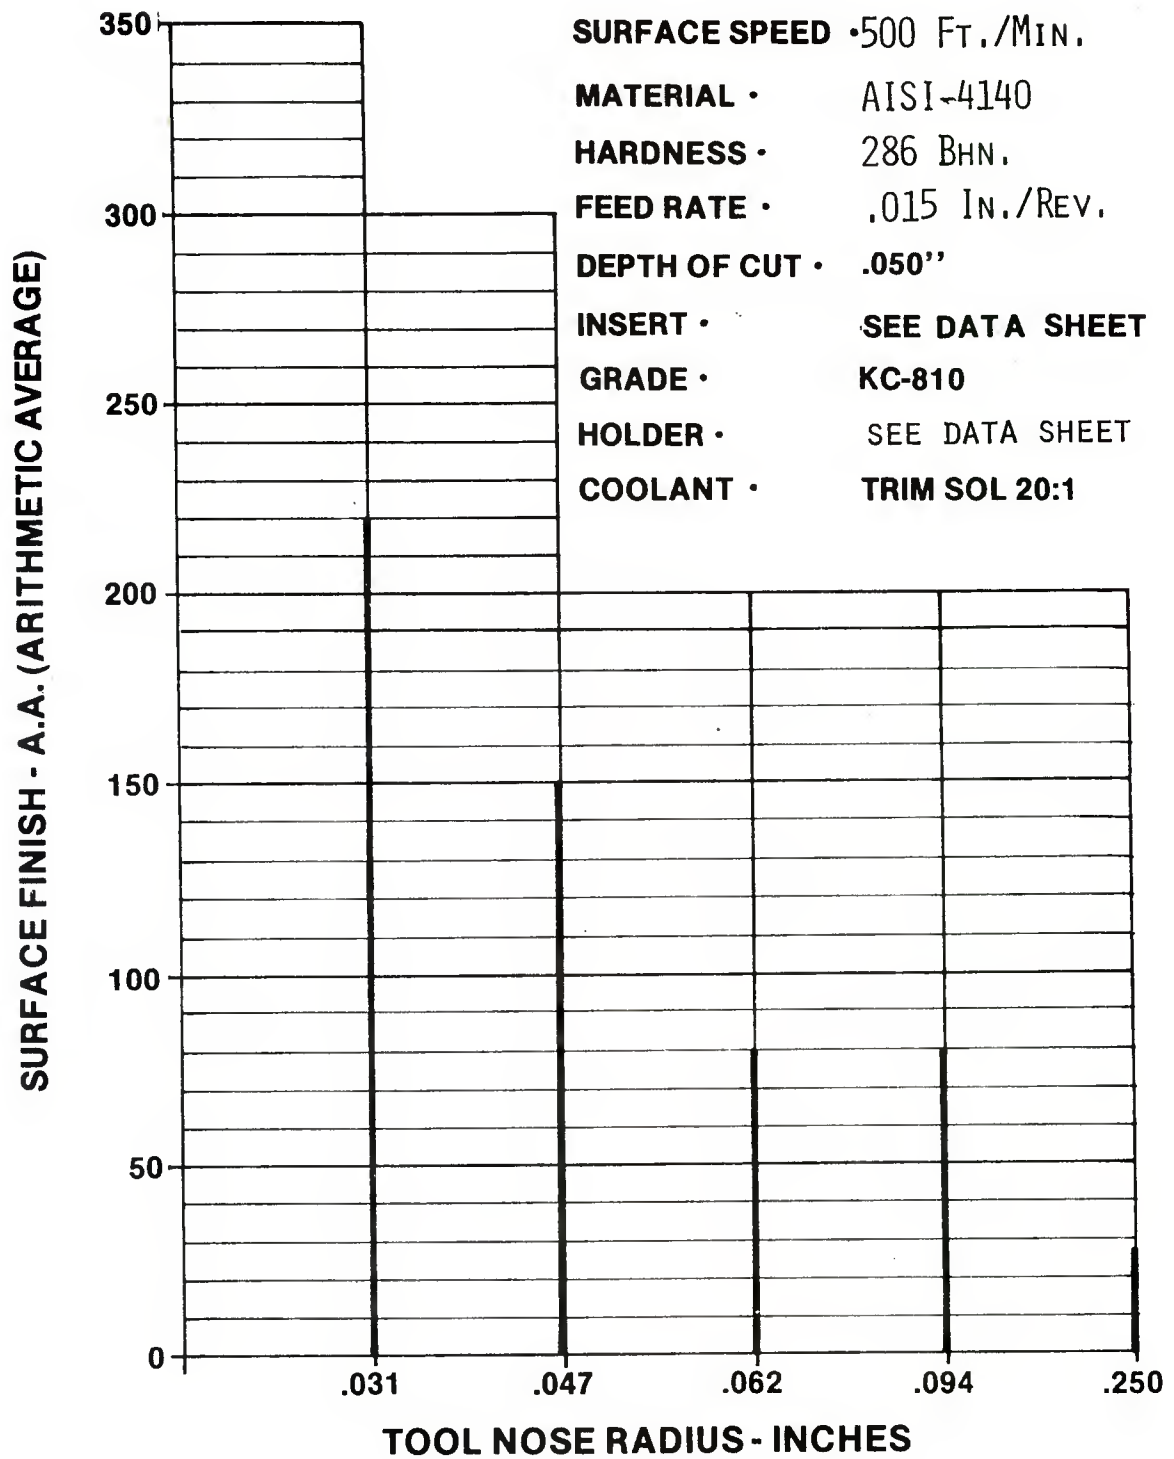 SURFACE SPEED • 500 FT./MIN.
MATERIAL • AISI-4140
HARDNESS • 286 BHN.
FEED RATE • .015 IN./REV.
DEPTH OF CUT • .050"
INSERT • SEE DATA SHEET
GRADE • KC-810
HOLDER • SEE DATA SHEET
COOLANT • TRIM SOL 20:1
SURFACE FINISH - A.A. (ARITHMETIC AVERAGE)
350
300
250
200
150
100
50
0
.031 .047 .062 .094 .250
TOOL NOSE RADIUS - INCHES